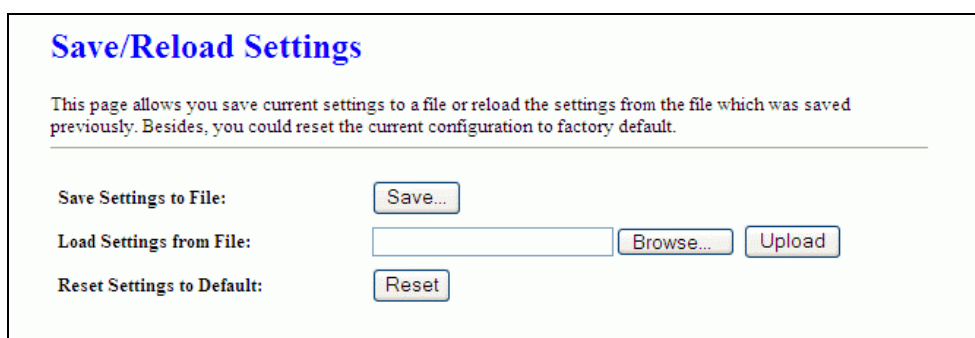 Save/Reload Settings
This page allows you save current settings to a file or reload the settings from the file which was saved
previously. Besides, you could reset the current configuration to factory default.
Save Settings to File: Save...
Load Settings from File: Browse... Upload
Reset Settings to Default: Reset